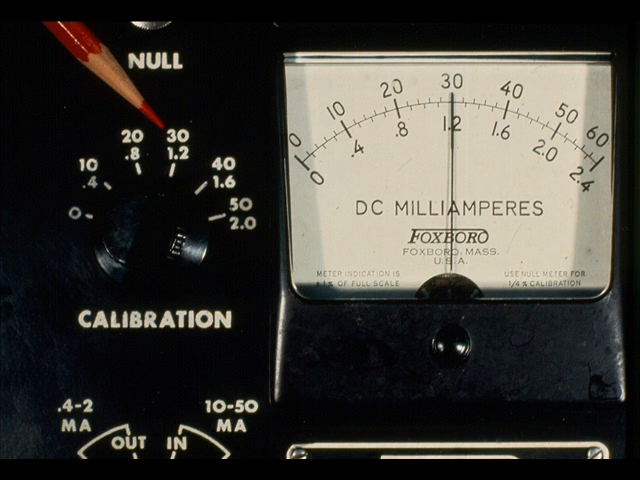 NULL
20 30
.8 1.2
10 40
.4 1.6
0 50
2.0
CALIBRATION
.4-2 10-50
MA MA
OUT IN
0 10 20 30 40 50 60
0 .4 .8 1.2 1.6 2.0 2.4
DC MILLIAMPERES
FOXBORO
FOXBORO, MASS.
U.S.A.
METER INDICATION IS
±1% OF FULL SCALE
USE NULL METER FOR
1/4% CALIBRATION